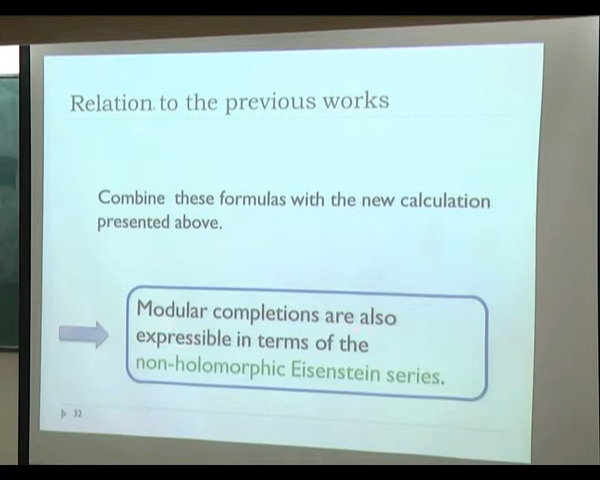 Relation to the previous works
Combine these formulas with the new calculation
presented above.
Modular completions are also
expressible in terms of the
non-holomorphic Eisenstein series.
32